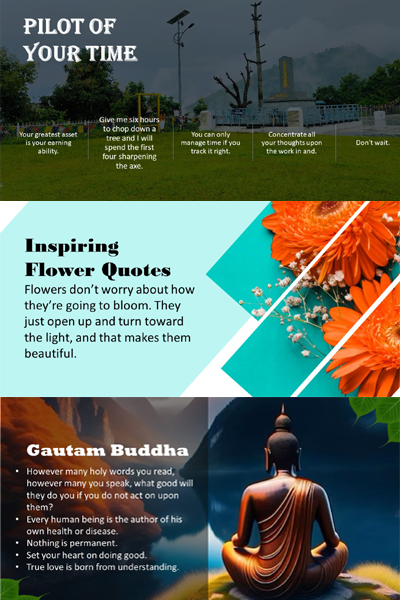 PILOT OF
YOUR TIME
Your greatest asset
is your earning
ability.
Give me six hours
to chop down a
tree and I will
spend the first
four sharpening
the axe.
You can only
manage time if you
track it right.
Concentrate all
your thoughts upon
the work in and.
Don't wait.
Inspiring
Flower Quotes
Flowers don't worry about how
they're going to bloom. They
just open up and turn toward
the light, and that makes them
beautiful.
Gautam Buddha
• However many holy words you read,
however many you speak, what good will
they do you if you do not act on upon
them?
• Every human being is the author of his
own health or disease.
• Nothing is permanent.
• Set your heart on doing good.
• True love is born from understanding.